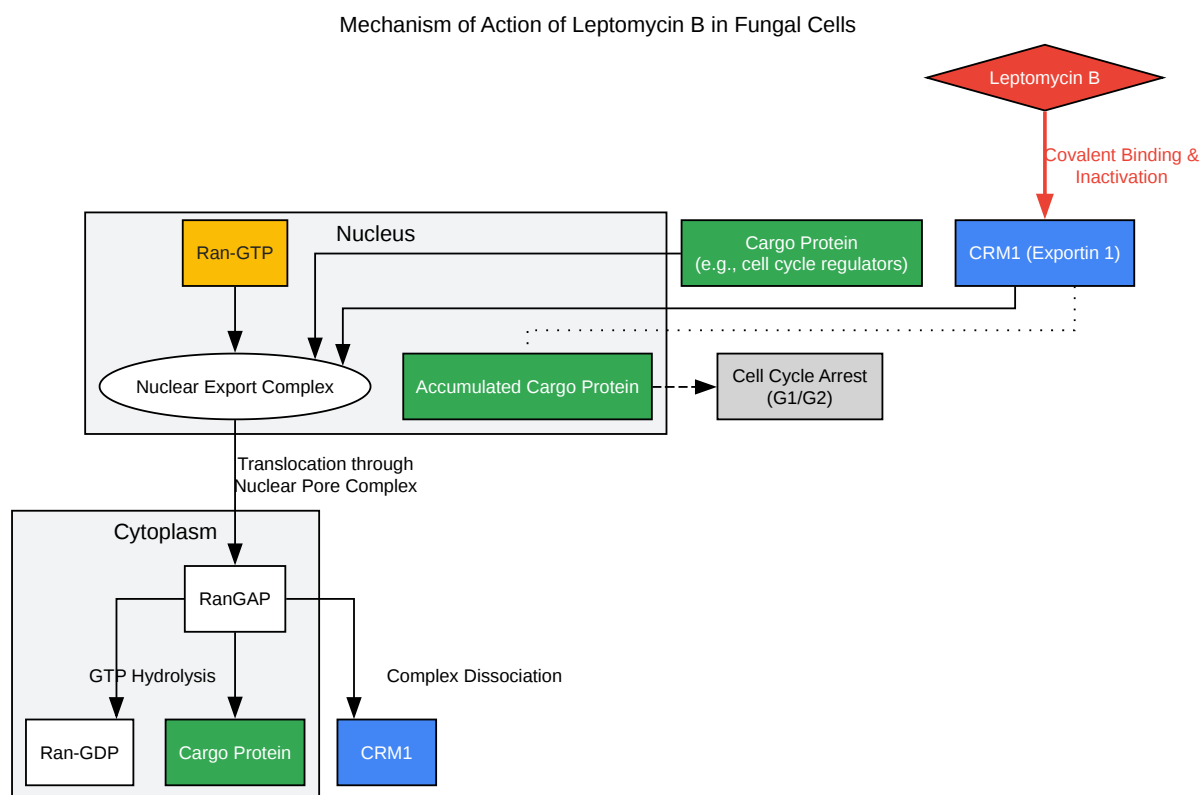 Mechanism of Action of Leptomycin B in Fungal Cells
Leptomycin B
Covalent Binding &
Inactivation
Nucleus
Ran-GTP
Cargo Protein
(e.g., cell cycle regulators)
CRM1 (Exportin 1)
Nuclear Export Complex
Accumulated Cargo Protein
Cell Cycle Arrest
(G1/G2)
Translocation through
Nuclear Pore Complex
Cytoplasm
RanGAP
GTP Hydrolysis
Complex Dissociation
Ran-GDP
Cargo Protein
CRM1